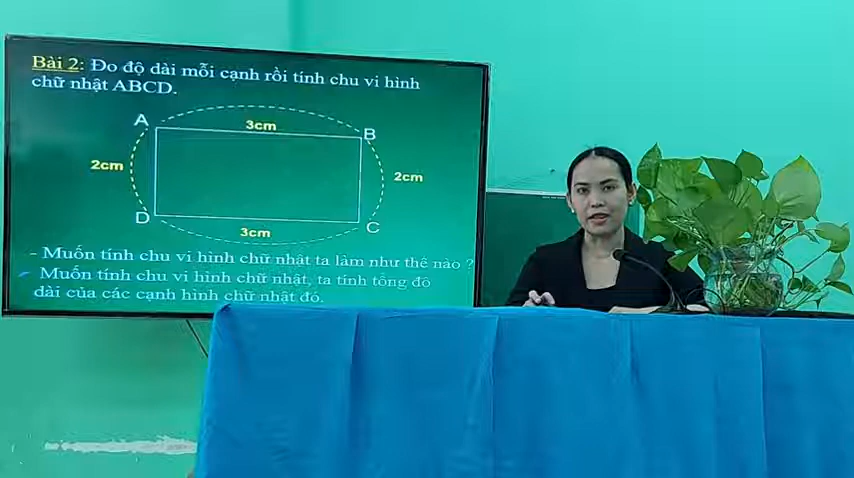 Bài 2: Đo độ dài mỗi cạnh rồi tính chu vi hình
chữ nhật ABCD.
A
3cm
B
2cm
2cm
D
3cm
C
- Muốn tính chu vi hình chữ nhật ta làm như thế nào ?
Muốn tính chu vi hình chữ nhật, ta tính tổng độ
dài của các cạnh hình chữ nhật đó.